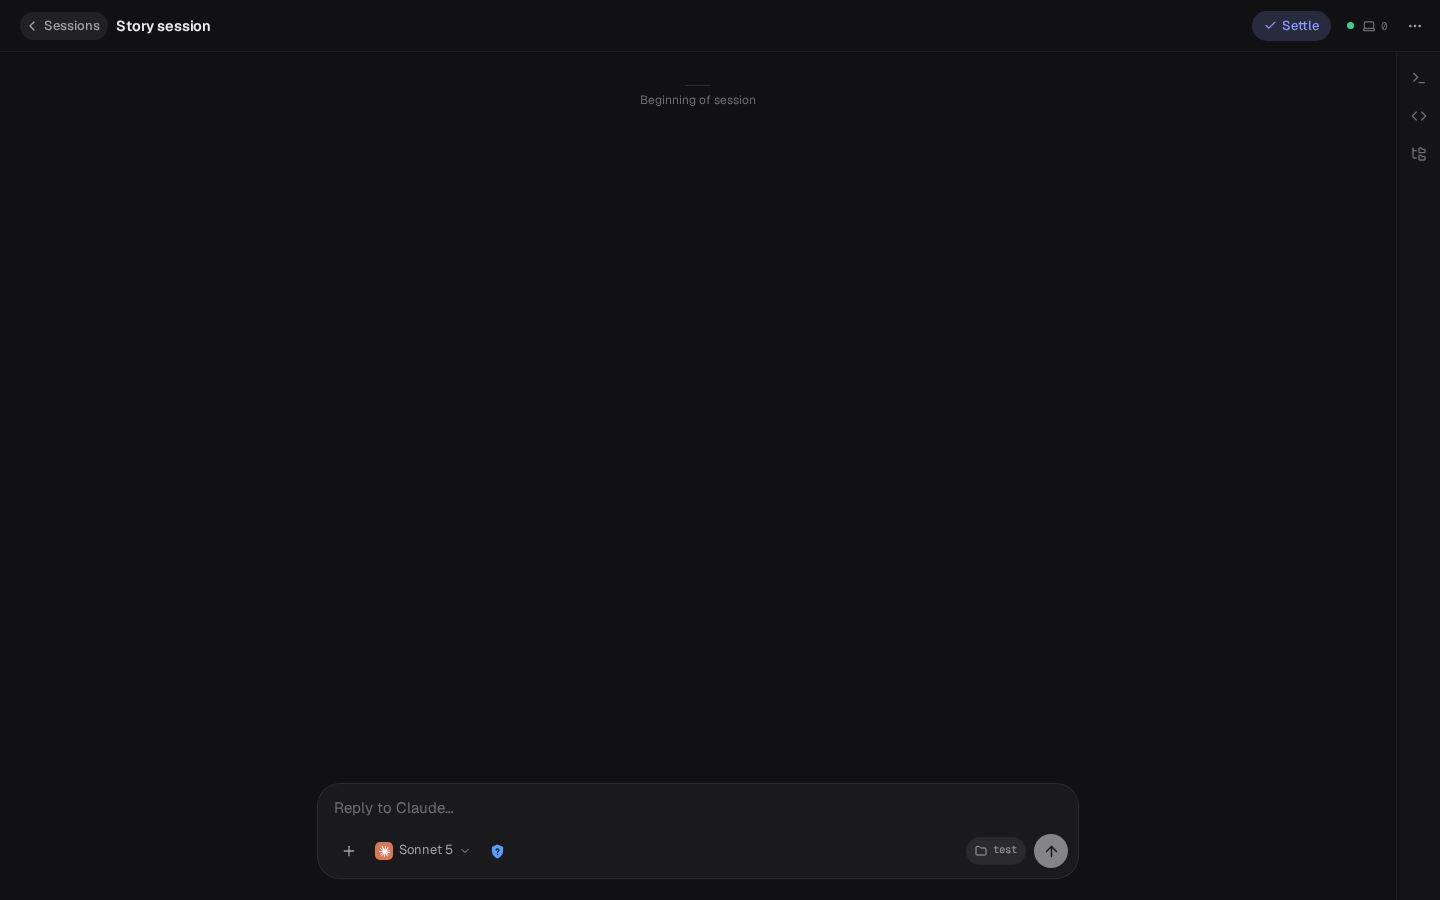 Sessions
Story session
Settle
0
Beginning of session
Reply to Claude…
Sonnet 5
test